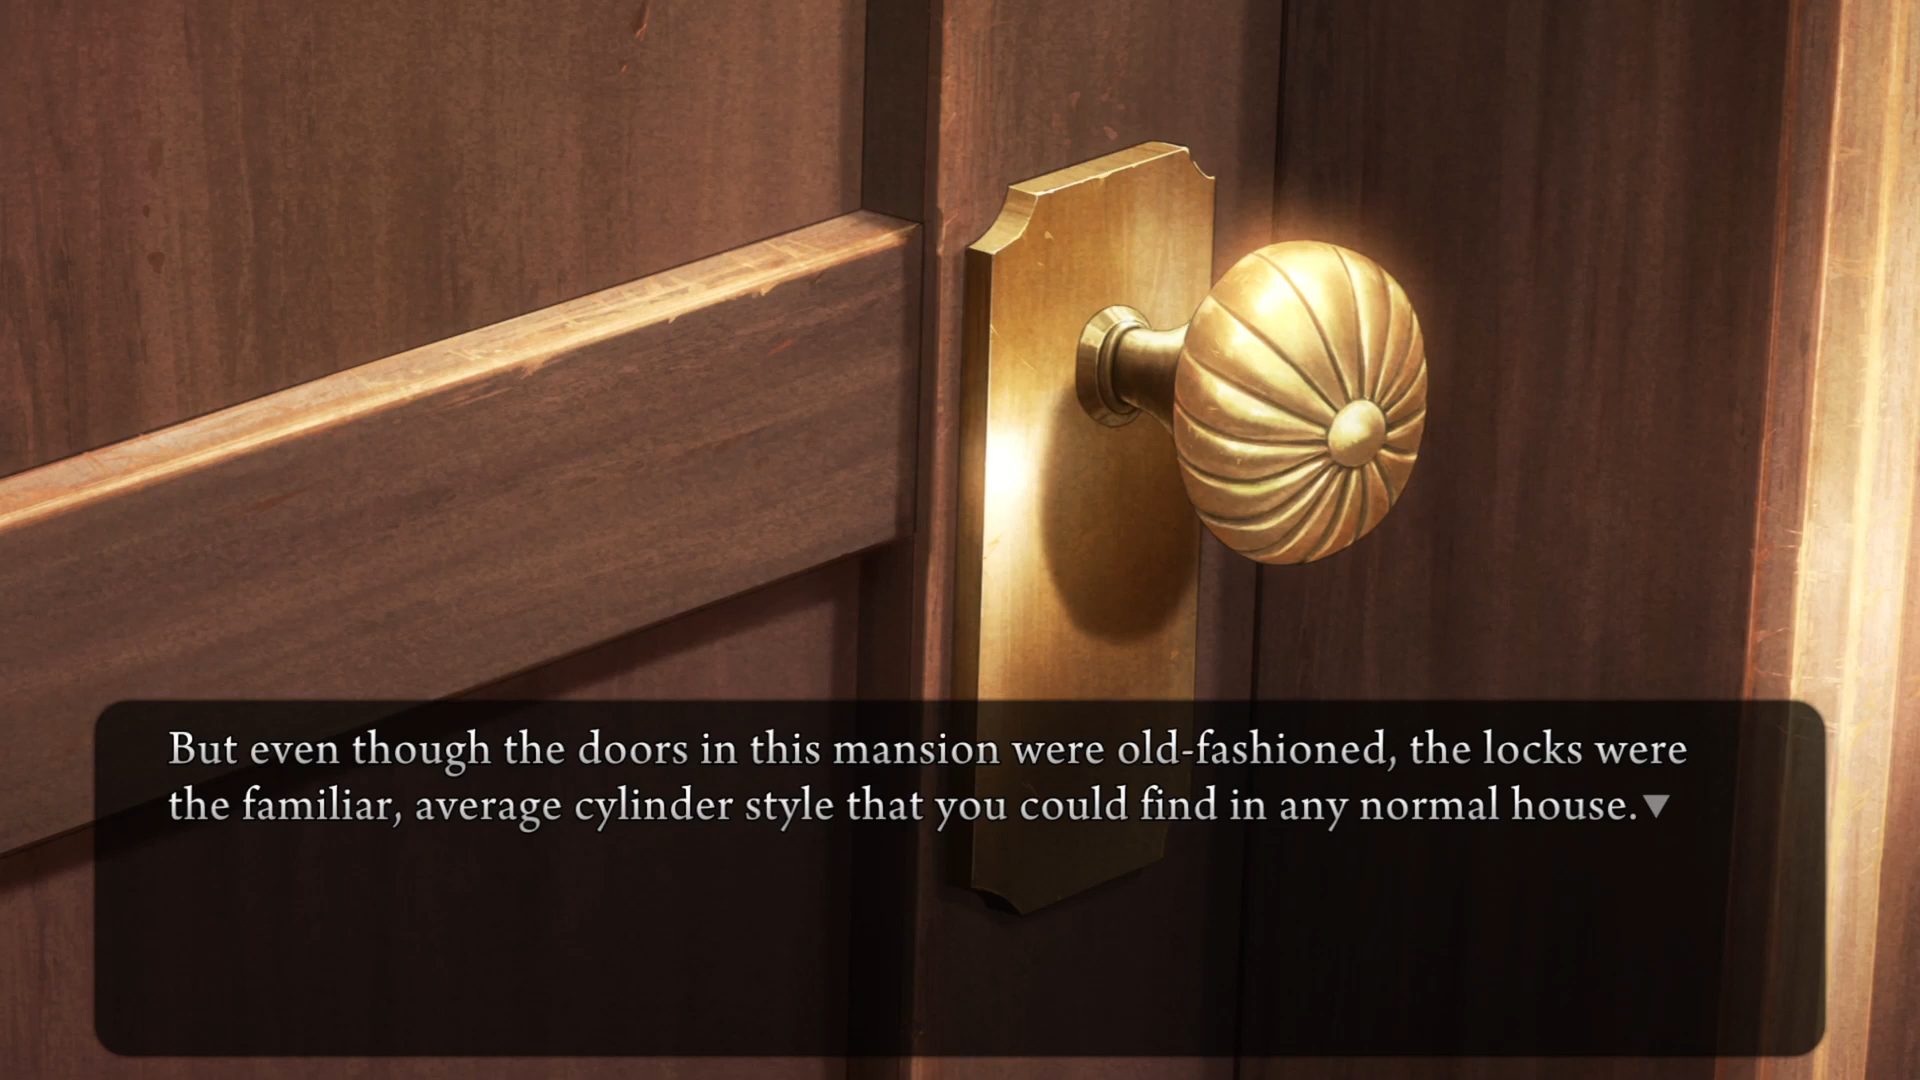 But even though the doors in this mansion were old-fashioned, the locks were
the familiar, average cylinder style that you could find in any normal house.